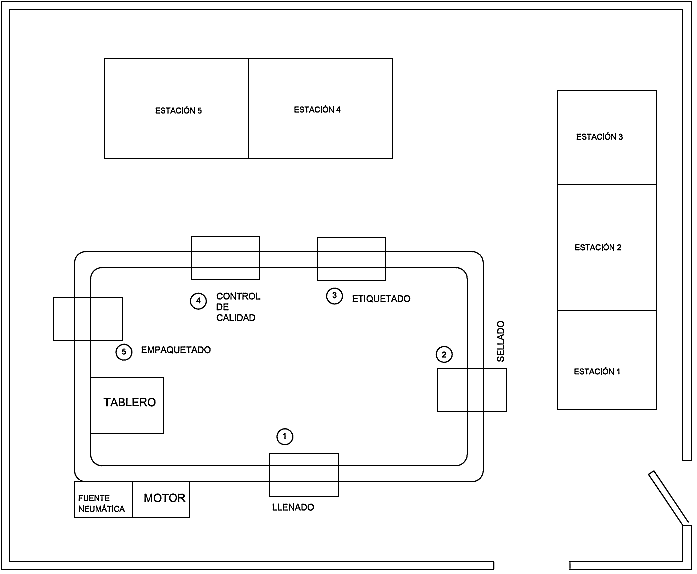 ESTACIÓN 5
ESTACIÓN 4
ESTACIÓN 3
ESTACIÓN 2
ESTACIÓN 1
4
CONTROL
DE
CALIDAD
3
ETIQUETADO
5
EMPAQUETADO
2
SELLADO
TABLERO
1
LLENADO
FUENTE
NEUMÁTICA
MOTOR